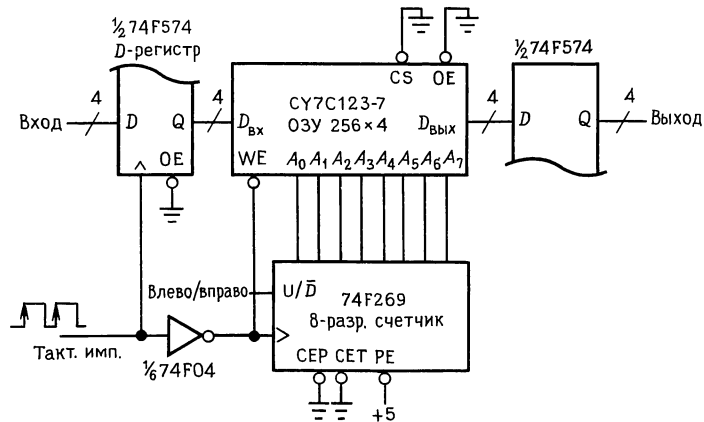 ½74F574
D-регистр
½74F574
CS OE
CY7C123-7
ОЗУ 256×4
Вход 4 D Q 4 Dвх Dвых 4 D Q 4 Выход
OE WE A0 A1 A2 A3 A4 A5 A6 A7
Влево/вправо U/D̅
74F269
8-разр. счетчик
Такт. имп.
⅙74F04
CEP CET PE
+5